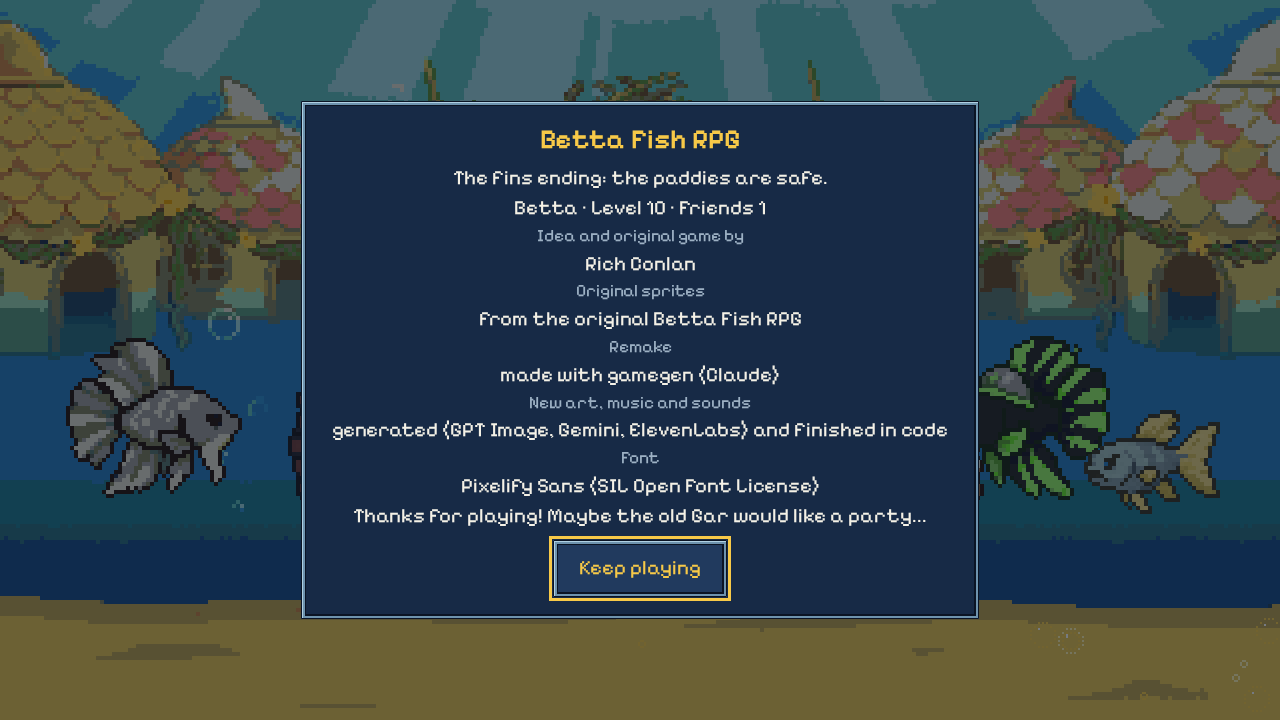 Betta Fish RPG
The Fins ending: the paddies are safe.
Betta · Level 10 · Friends 1
Idea and original game by
Rich Conlan
Original sprites
from the original Betta Fish RPG
Remake
made with gamegen (Claude)
New art, music and sounds
generated (GPT Image, Gemini, ElevenLabs) and finished in code
Font
Pixelify Sans (SIL Open Font License)
Thanks for playing! Maybe the old Gar would like a party...
Keep playing